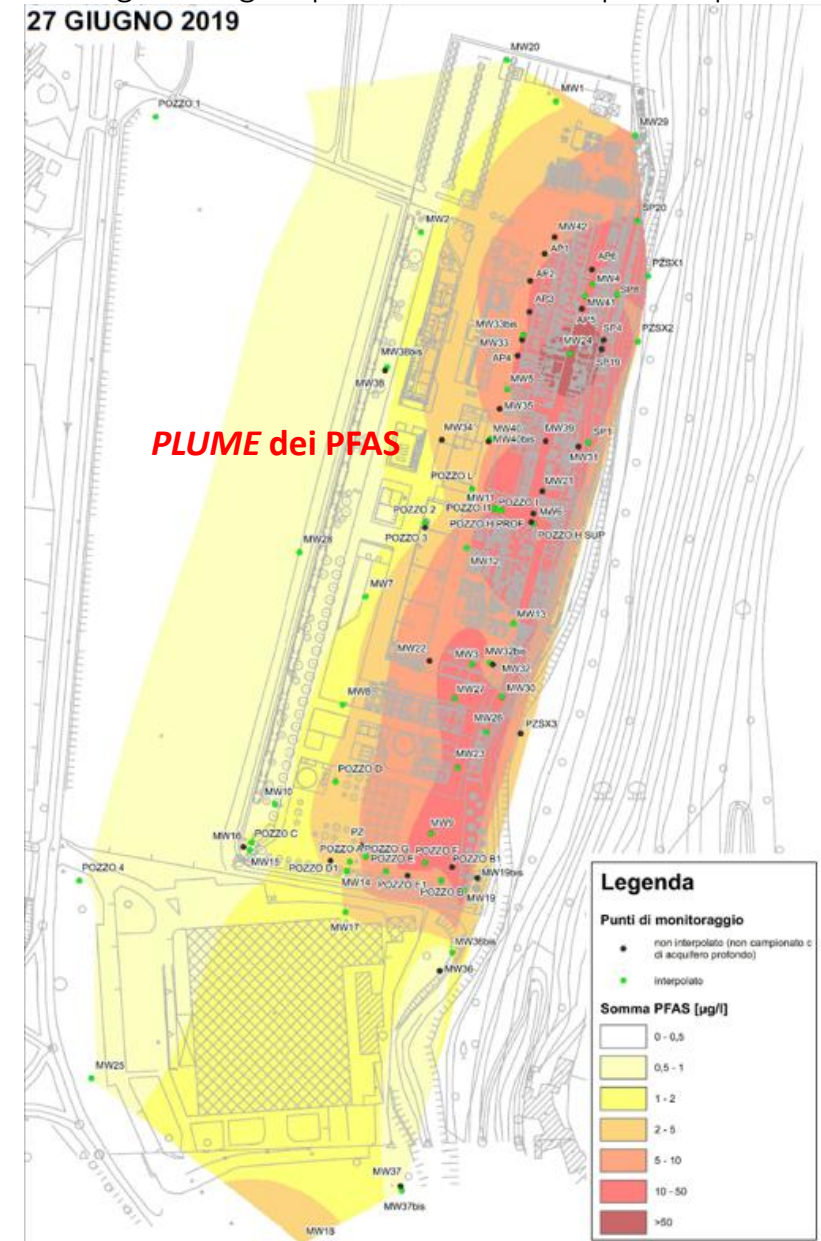 27 GIUGNO 2019
MW20
MW1
POZZO 1
MW29
SP20
MW2
MW42
AP1
AP6
PZSX1
AP2
MW4
SP8
MW41
AP3
AP5
MW33bis
MW33
SP4
PZSX2
MW24
SP19
AP4
MW38bis
MW38
MW5
MW35
PLUME dei PFAS
MW34
MW40
MW40bis
MW39
SP1
MW31
POZZO L
MW21
MW11
POZZO I
POZZO I1
POZZO 2
MW6
POZZO H PROF
POZZO 3
POZZO H SUP
MW28
MW12
MW7
MW13
MW22
MW3
MW32bis
MW32
MW8
MW27
MW30
MW26
PZSX3
MW23
POZZO D
MW10
MW9
MW16
POZZO C
MW15
PZ
POZZO A
POZZO G
POZZO F
POZZO E
POZZO B1
POZZO D1
POZZO 4
MW14
MW19bis
POZZO B
MW19
MW17
MW36bis
MW36
MW25
MW37
MW37bis
MW18
Legenda
Punti di monitoraggio
non interpolato (non campionato o
di acquifero profondo)
interpolato
Somma PFAS [µg/l]
0 - 0,5
0,5 - 1
1 - 2
2 - 5
5 - 10
10 - 50
>50